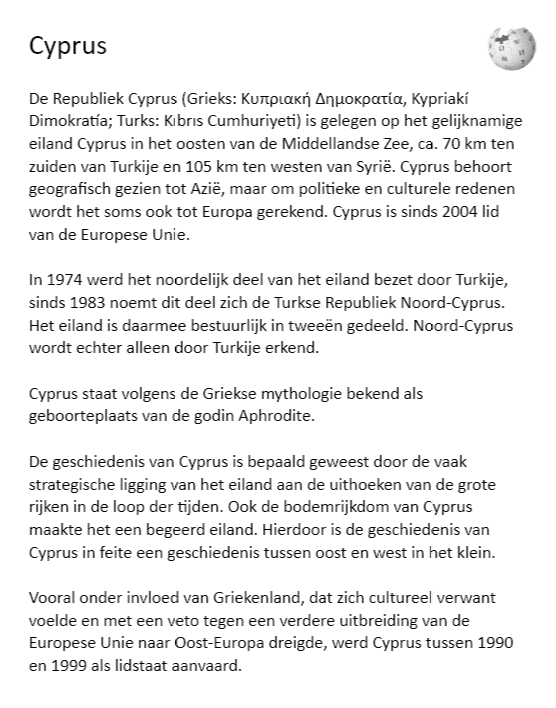 Cyprus
De Republiek Cyprus (Grieks: Κυπριακή Δημοκρατία, Kypriakí
Dimokratía; Turks: Kıbrıs Cumhuriyeti) is gelegen op het gelijknamige
eiland Cyprus in het oosten van de Middellandse Zee, ca. 70 km ten
zuiden van Turkije en 105 km ten westen van Syrië. Cyprus behoort
geografisch gezien tot Azië, maar om politieke en culturele redenen
wordt het soms ook tot Europa gerekend. Cyprus is sinds 2004 lid
van de Europese Unie.
In 1974 werd het noordelijk deel van het eiland bezet door Turkije,
sinds 1983 noemt dit deel zich de Turkse Republiek Noord-Cyprus.
Het eiland is daarmee bestuurlijk in tweeën gedeeld. Noord-Cyprus
wordt echter alleen door Turkije erkend.
Cyprus staat volgens de Griekse mythologie bekend als
geboorteplaats van de godin Aphrodite.
De geschiedenis van Cyprus is bepaald geweest door de vaak
strategische ligging van het eiland aan de uithoeken van de grote
rijken in de loop der tijden. Ook de bodemrijkdom van Cyprus
maakte het een begeerd eiland. Hierdoor is de geschiedenis van
Cyprus in feite een geschiedenis tussen oost en west in het klein.
Vooral onder invloed van Griekenland, dat zich cultureel verwant
voelde en met een veto tegen een verdere uitbreiding van de
Europese Unie naar Oost-Europa dreigde, werd Cyprus tussen 1990
en 1999 als lidstaat aanvaard.